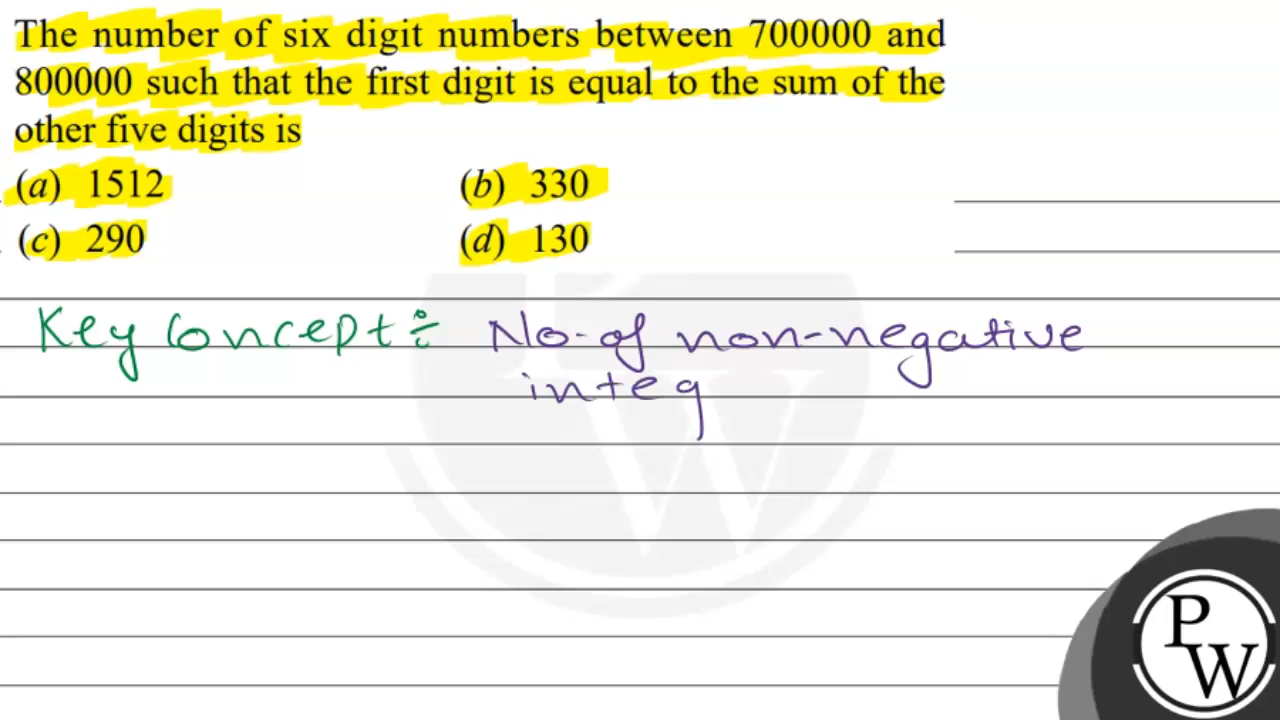 The number of six digit numbers between 700000 and
800000 such that the first digit is equal to the sum of the
other five digits is
(a) 1512 (b) 330
(c) 290 (d) 130
Key concept÷ No. of non-negative
integ
PW